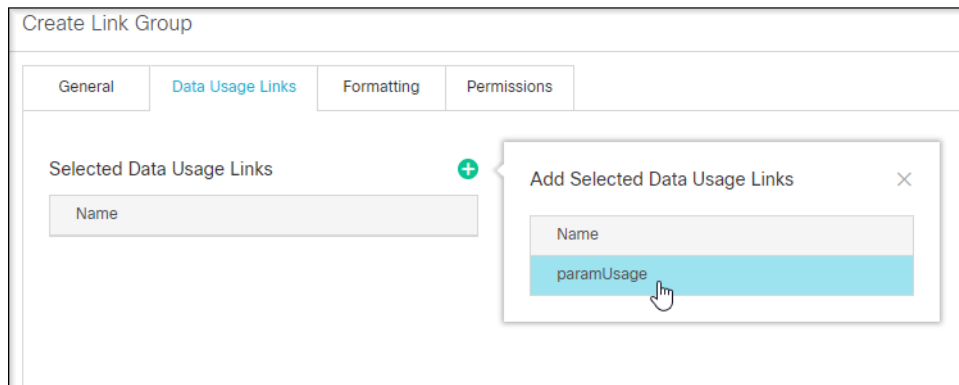 Create Link Group
General Data Usage Links Formatting Permissions
Selected Data Usage Links
Name
Add Selected Data Usage Links
Name
paramUsage